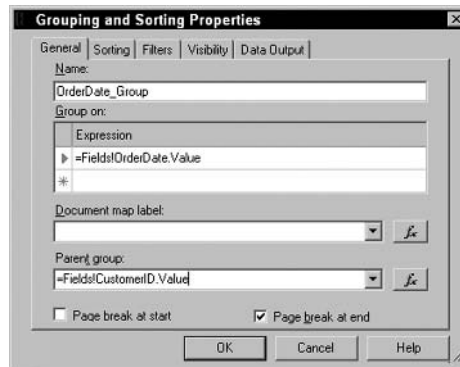 Grouping and Sorting Properties
General Sorting Filters Visibility Data Output
Name:
OrderDate_Group
Group on:
Expression
=Fields!OrderDate.Value
Document map label:
fx
Parent group:
=Fields!CustomerID.Value
fx
Page break at start Page break at end
OK Cancel Help